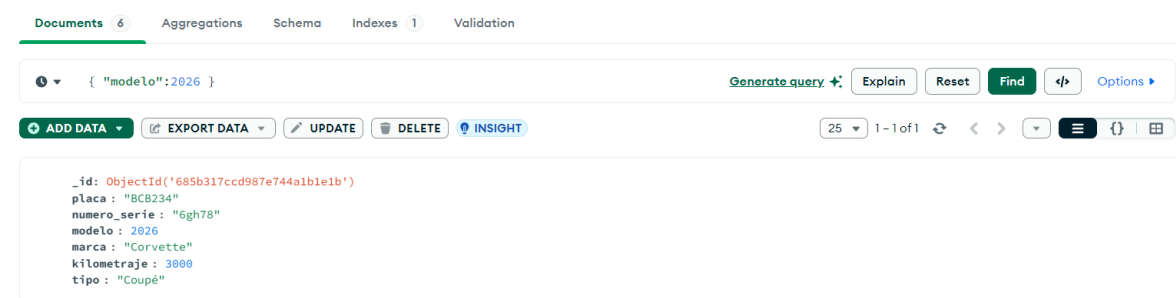 Documents 6 Aggregations Schema Indexes 1 Validation
{ "modelo":2026 } Generate query Explain Reset Find </> Options
ADD DATA EXPORT DATA UPDATE DELETE INSIGHT 25 1 – 1 of 1 {}
_id: ObjectId('685b317ccd987e744a1b1e1b')
placa : "BCB234"
numero_serie : "6gh78"
modelo : 2026
marca : "Corvette"
kilometraje : 3000
tipo : "Coupé"